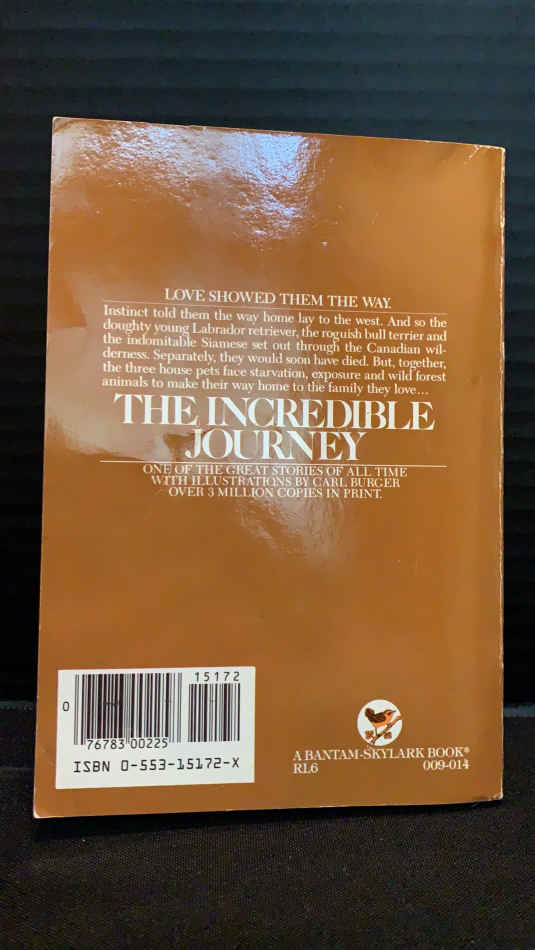 LOVE SHOWED THEM THE WAY.
Instinct told them the way home lay to the west. And so the
doughty young Labrador retriever, the roguish bull terrier and
the indomitable Siamese set out through the Canadian wil-
derness. Separately, they would soon have died. But, together,
the three house pets face starvation, exposure and wild forest
animals to make their way home to the family they love...
THE INCREDIBLE
JOURNEY
ONE OF THE GREAT STORIES OF ALL TIME
WITH ILLUSTRATIONS BY CARL BURGER
OVER 3 MILLION COPIES IN PRINT.
15172
0
76783 00225
ISBN 0-553-15172-X
A BANTAM-SKYLARK BOOK®
RL6 009-014